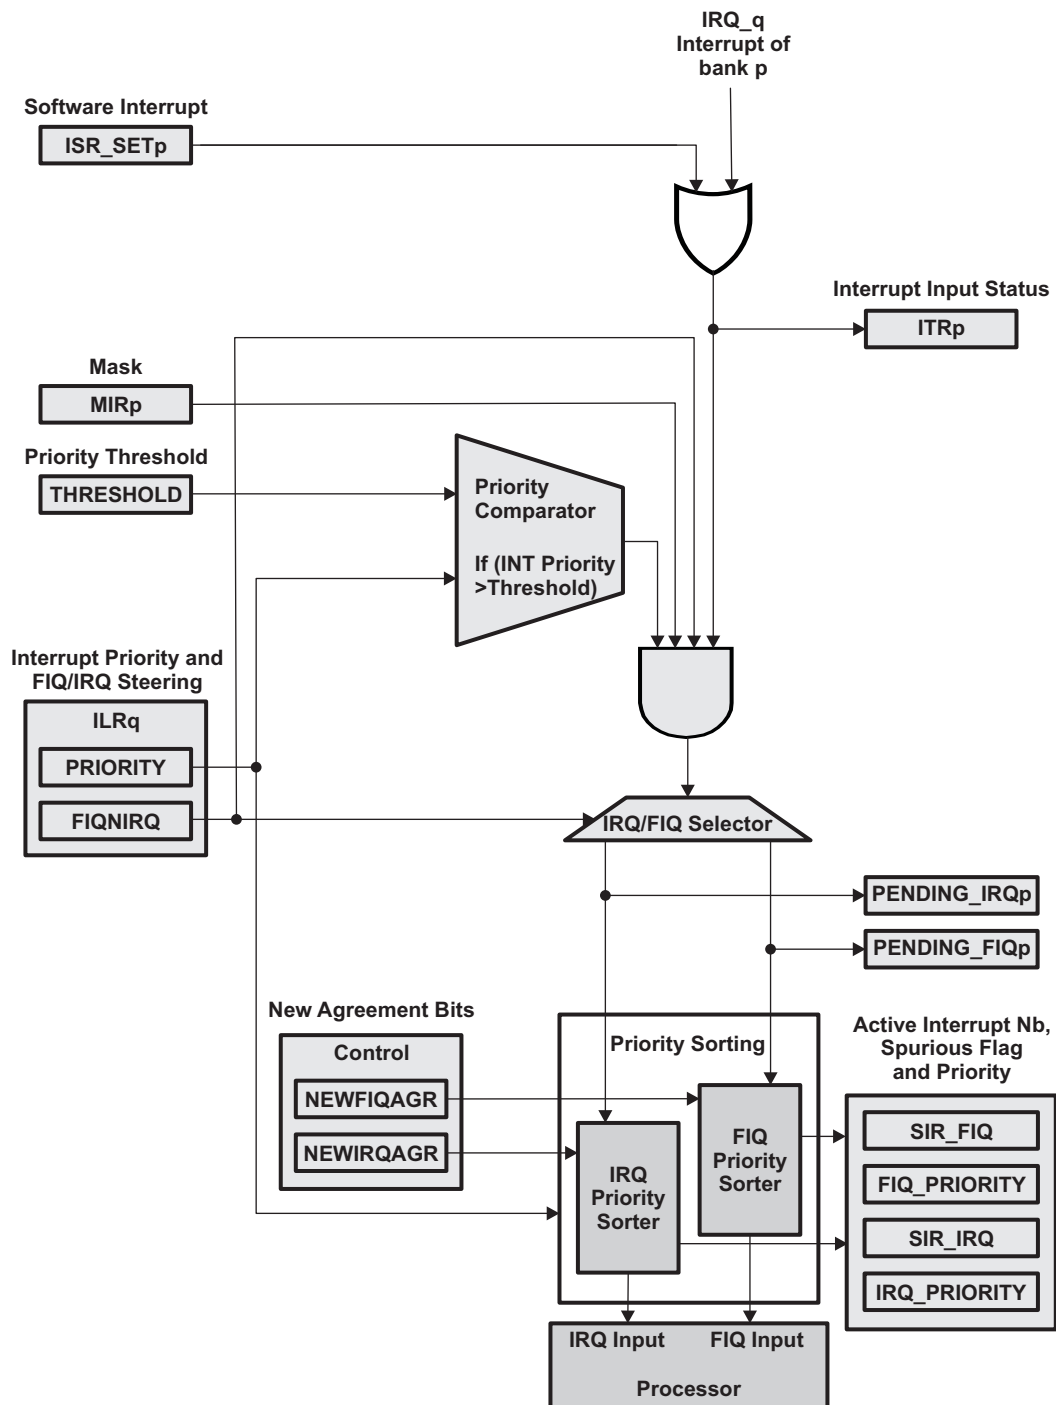 IRQ_q
Interrupt of
bank p
Software Interrupt
ISR_SETp
Interrupt Input Status
ITRp
Mask
MIRp
Priority Threshold
THRESHOLD
Priority
Comparator
If (INT Priority
>Threshold)
Interrupt Priority and
FIQ/IRQ Steering
ILRq
PRIORITY
FIQNIRQ
IRQ/FIQ Selector
PENDING_IRQp
PENDING_FIQp
New Agreement Bits
Control
NEWFIQAGR
NEWIRQAGR
Priority Sorting
IRQ
Priority
Sorter
FIQ
Priority
Sorter
Active Interrupt Nb,
Spurious Flag
and Priority
SIR_FIQ
FIQ_PRIORITY
SIR_IRQ
IRQ_PRIORITY
IRQ Input
FIQ Input
Processor